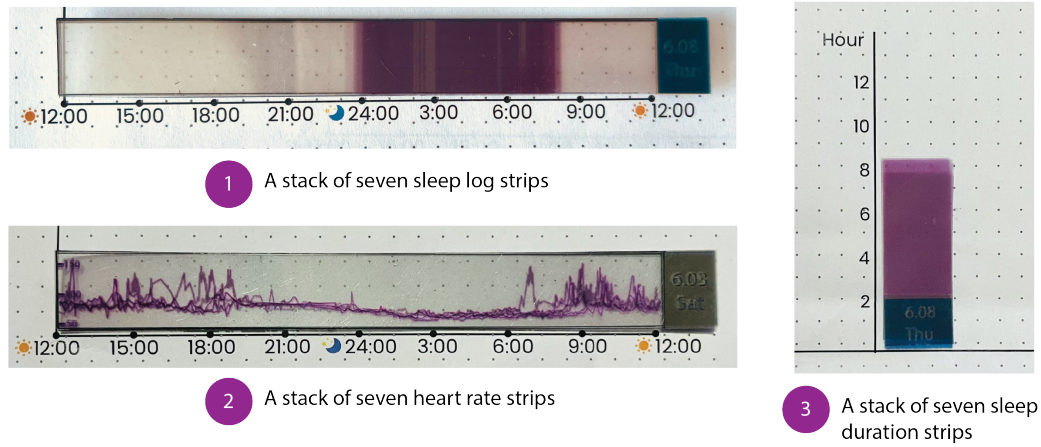 6.08
Thu
12:00 15:00 18:00 21:00 24:00 3:00 6:00 9:00 12:00
1 A stack of seven sleep log strips
150
6.08
12:00 15:00 18:00 21:00 24:00 3:00 6:00 9:00 12:00
2 A stack of seven heart rate strips
Hour
12
10
8
6
4
2
6.08
Thu
3 A stack of seven sleep
duration strips